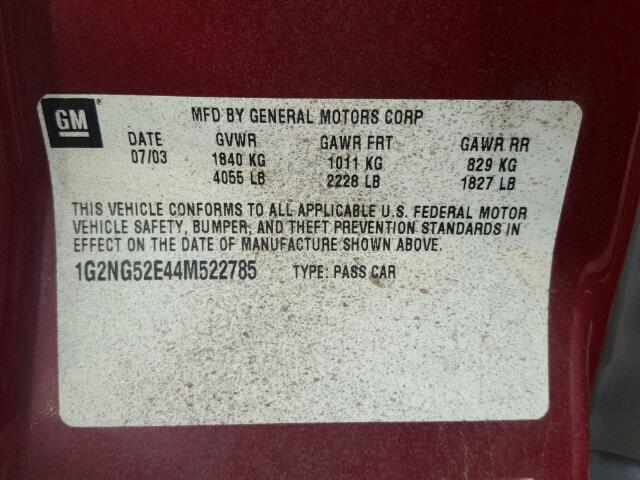 GM
MFD BY GENERAL MOTORS CORP
DATE GVWR GAWR FRT GAWR RR
07/03 1840 KG 1011 KG 829 KG
4055 LB 2228 LB 1827 LB
THIS VEHICLE CONFORMS TO ALL APPLICABLE U.S. FEDERAL MOTOR
VEHICLE SAFETY, BUMPER, AND THEFT PREVENTION STANDARDS IN
EFFECT ON THE DATE OF MANUFACTURE SHOWN ABOVE.
1G2NG52E44M522785 TYPE: PASS CAR